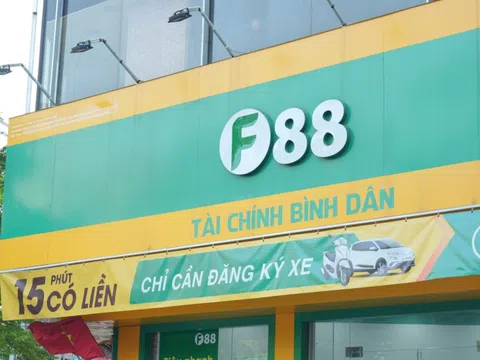 F88
TÀI CHÍNH BÌNH DÂN
15 PHÚT CÓ LIỀN
CHỈ CẦN ĐĂNG KÝ XE
F88